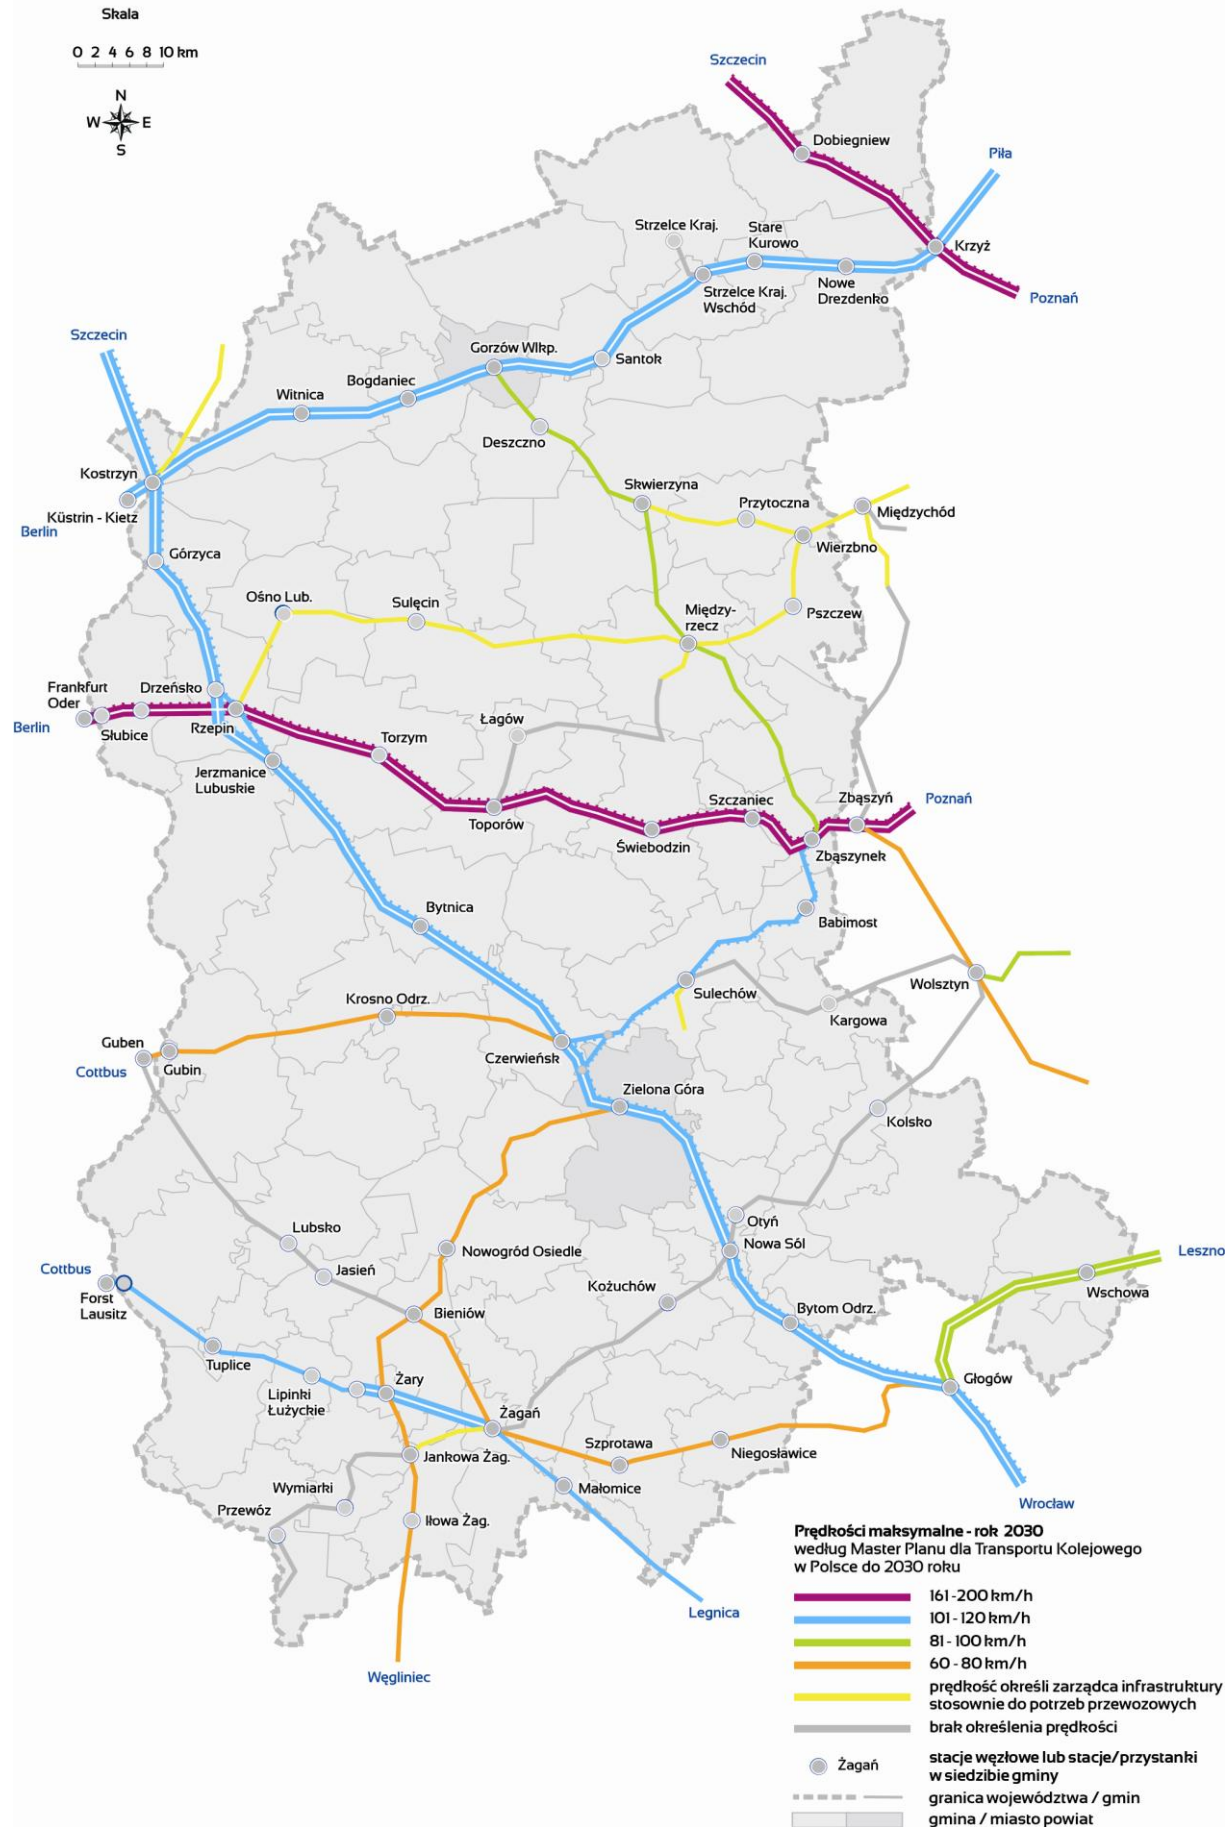 Skala
0 2 4 6 8 10 km
N
W E
S
Szczecin
Dobiegniew
Piła
Strzelce Kraj.
Stare
Kurowo
Krzyż
Strzelce Kraj.
Wschód
Nowe
Drezdenko
Poznań
Szczecin
Gorzów Wlkp.
Santok
Bogdaniec
Witnica
Deszczno
Kostrzyn
Skwierzyna
Przytoczna
Międzychód
Küstrin - Kietz
Berlin
Wierzbno
Górzyca
Ośno Lub.
Sulęcin
Między-
rzecz
Pszczew
Frankfurt
Oder
Drzeńsko
Berlin
Słubice
Rzepin
Łagów
Torzym
Jerzmanice
Lubuskie
Toporów
Szczaniec
Zbąszyń
Poznań
Świebodzin
Zbąszynek
Bytnica
Babimost
Sulechów
Wolsztyn
Krosno Odrz.
Kargowa
Guben
Gubin
Cottbus
Czerwieńsk
Zielona Góra
Kolsko
Otyń
Lubsko
Nowogród Osiedle
Nowa Sól
Leszno
Cottbus
Jasień
Forst
Lausitz
Kożuchów
Wschowa
Bieniów
Bytom Odrz.
Tuplice
Żary
Głogów
Lipinki
Łużyckie
Żagań
Szprotawa
Niegosławice
Jankowa Żag.
Wymiarki
Małomice
Przewóz
Iłowa Żag.
Wrocław
Legnica
Węgliniec
Prędkości maksymalne - rok 2030
według Master Planu dla Transportu Kolejowego
w Polsce do 2030 roku
161 - 200 km/h
101 - 120 km/h
81 - 100 km/h
60 - 80 km/h
prędkość określi zarządca infrastruktury
stosownie do potrzeb przewozowych
brak określenia prędkości
Żagań
stacje węzłowe lub stacje/przystanki
w siedzibie gminy
granica województwa / gmin
gmina / miasto powiat